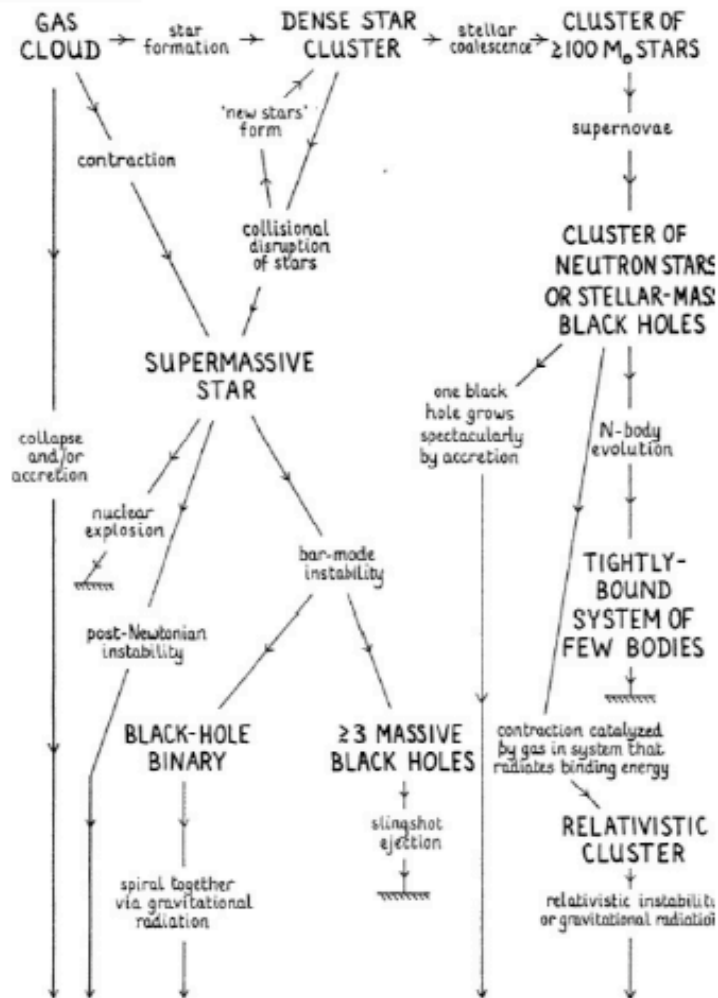 GAS
CLOUD
star
formation
DENSE STAR
CLUSTER
stellar
coalescence
CLUSTER OF
≥100 M⊙ STARS
'new stars'
form
contraction
supernovae
collisional
disruption
of stars
CLUSTER OF
NEUTRON STARS
OR STELLAR-MAS
BLACK HOLES
SUPERMASSIVE
STAR
one black
hole grows
spectacularly
by accretion
N-body
evolution
collapse
and/or
accretion
nuclear
explosion
bar-mode
instability
TIGHTLY-
BOUND
SYSTEM OF
FEW BODIES
post-Newtonian
instability
BLACK-HOLE
BINARY
≥3 MASSIVE
BLACK HOLES
contraction catalyzed
by gas in system that
radiates binding energy
slingshot
ejection
RELATIVISTIC
CLUSTER
spiral together
via gravitational
radiation
relativistic instabilit
or gravitational radiatio